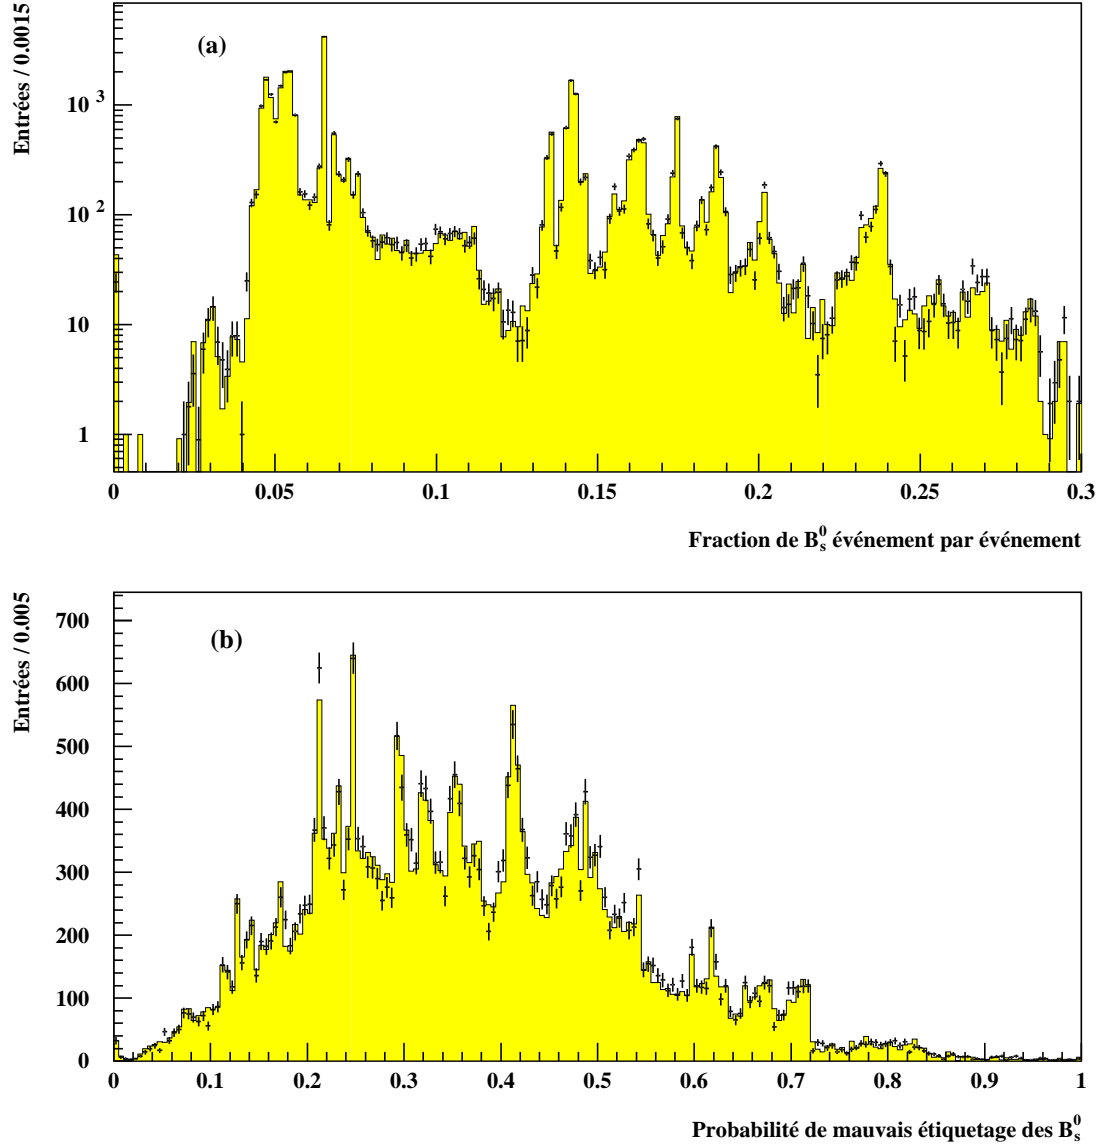 Entrées / 0.0015
(a)
10 3
10 2
10
1
0 0.05 0.1 0.15 0.2 0.25 0.3
Fraction de B0s événement par événement
Entrées / 0.005
(b)
700
600
500
400
300
200
100
0
0 0.1 0.2 0.3 0.4 0.5 0.6 0.7 0.8 0.9 1
Probabilité de mauvais étiquetage des B0s